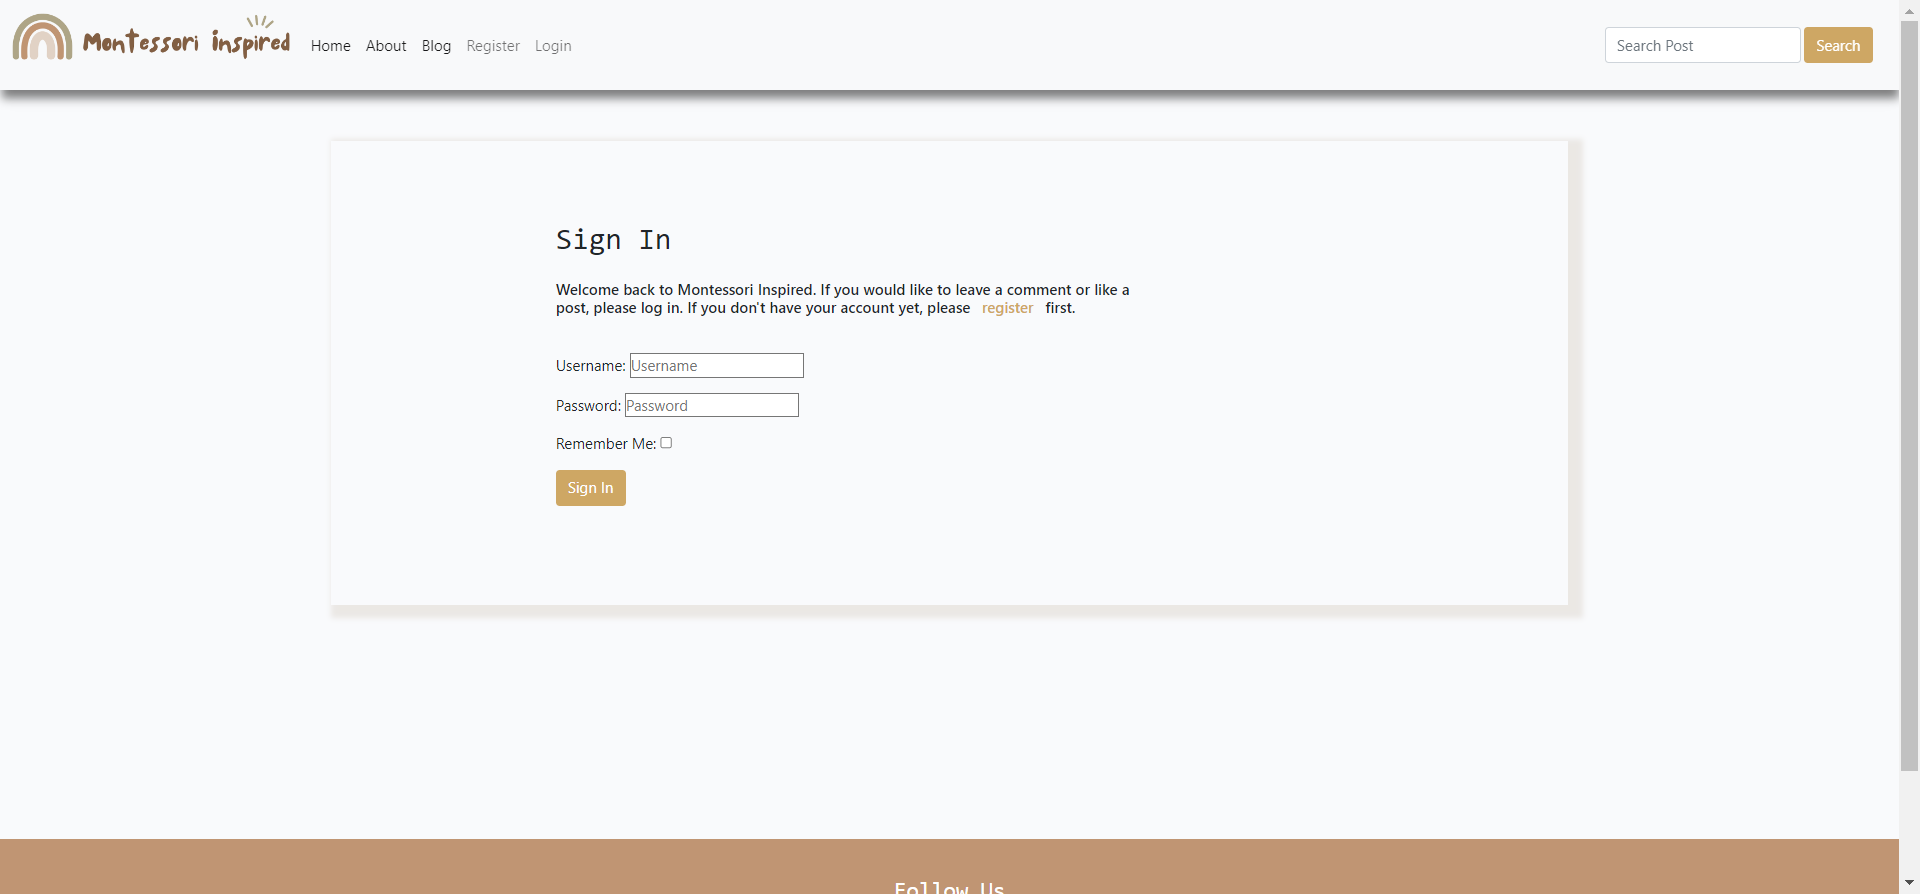 Montessori inspired Home About Blog Register Login Search Post Search
Sign In
Welcome back to Montessori Inspired. If you would like to leave a comment or like a
post, please log in. If you don't have your account yet, please register first.
Username: Username
Password: Password
Remember Me:
Sign In
Follow Us